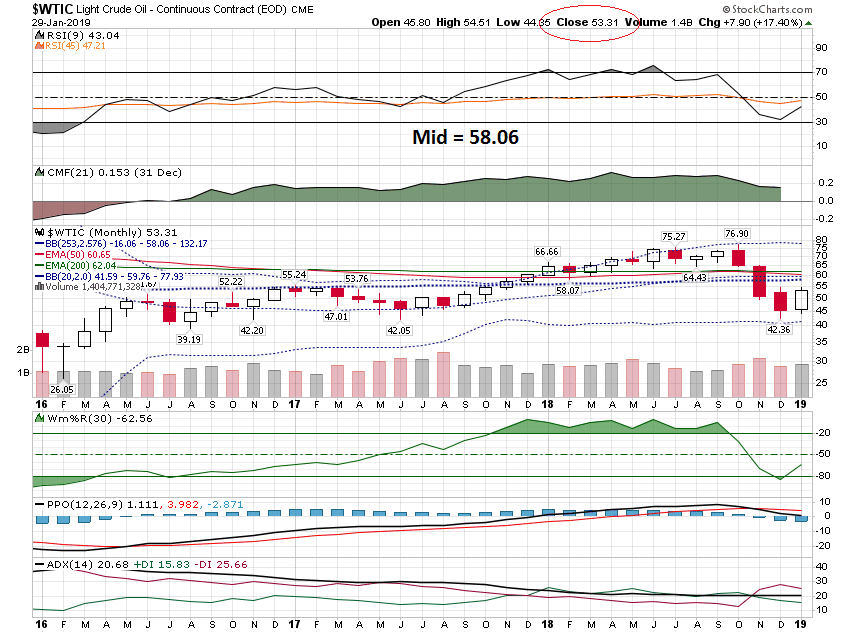 $WTIC Light Crude Oil - Continuous Contract (EOD) CME
© StockCharts.com
29-Jan-2019
Open 45.80 High 54.51 Low 44.35 Close 53.31 Volume 1.4B Chg +7.90 (+17.40%)
RSI(9) 43.04
RSI(45) 47.21
90
70
50
30
10
Mid = 58.06
CMF(21) 0.153 (31 Dec)
0.2
0.0
-0.2
$WTIC (Monthly) 53.31
BB(253,2.576) -16.06 - 58.06 - 132.17
EMA(50) 60.65
EMA(200) 62.04
BB(20,2.0) 41.59 - 59.76 - 77.93
Volume 1,404,771,328
1.67
26.05
39.19
52.22
42.20
55.24
47.01
53.76
42.05
66.66
58.07
75.27
64.43
76.90
42.36
80
75
70
65
60
55
50
45
40
35
30
25
2B
1B
16 F M A M J J A S O N D 17 F M A M J J A S O N D 18 F M A M J J A S O N D 19
Wm%R(30) -62.56
-20
-50
-80
PPO(12,26,9) 1.111, 3.982, -2.871
10
0
-10
-20
ADX(14) 20.68 +DI 15.83 -DI 25.66
40
30
20
10
16 F M A M J J A S O N D 17 F M A M J J A S O N D 18 F M A M J J A S O N D 19